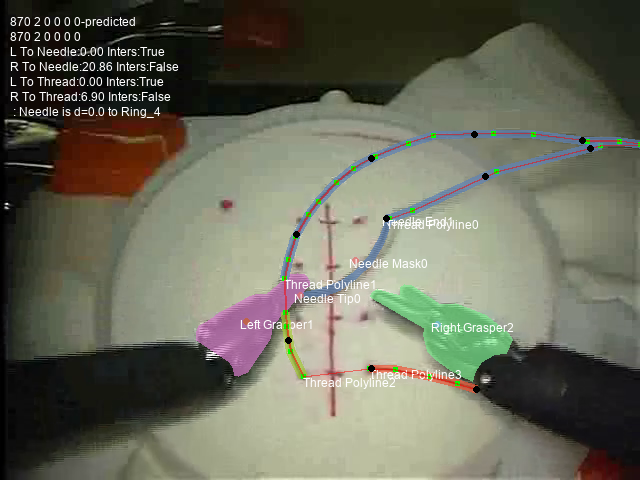 870 2 0 0 0 0-predicted
870 2 0 0 0 0
L To Needle:0.00 Inters:True
R To Needle:20.86 Inters:False
L To Thread:0.00 Inters:True
R To Thread:6.90 Inters:False
: Needle is d=0.0 to Ring_4
Needle End1
Thread Polyline0
Needle Mask0
Thread Polyline1
Needle Tip0
Left Grasper1
Right Grasper2
Thread Polyline3
Thread Polyline2